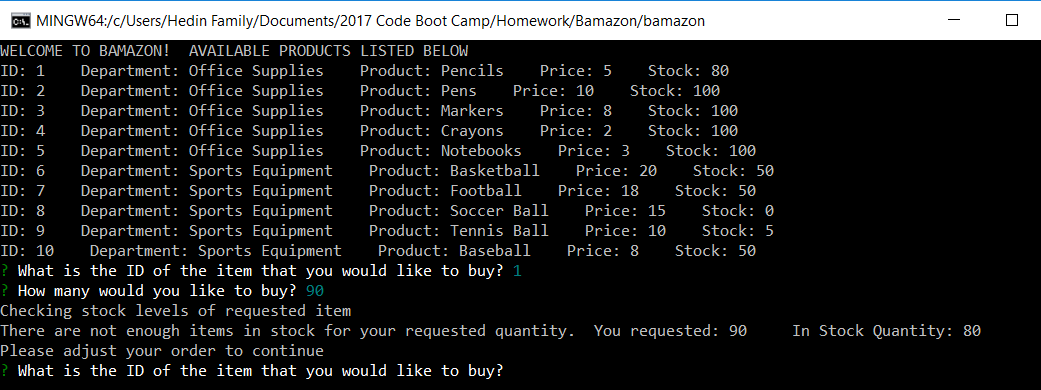 MINGW64:/c/Users/Hedin Family/Documents/2017 Code Boot Camp/Homework/Bamazon/bamazon
WELCOME TO BAMAZON!  AVAILABLE PRODUCTS LISTED BELOW
ID: 1    Department: Office Supplies    Product: Pencils    Price: 5    Stock: 80
ID: 2    Department: Office Supplies    Product: Pens    Price: 10    Stock: 100
ID: 3    Department: Office Supplies    Product: Markers    Price: 8    Stock: 100
ID: 4    Department: Office Supplies    Product: Crayons    Price: 2    Stock: 100
ID: 5    Department: Office Supplies    Product: Notebooks    Price: 3    Stock: 100
ID: 6    Department: Sports Equipment    Product: Basketball    Price: 20    Stock: 50
ID: 7    Department: Sports Equipment    Product: Football    Price: 18    Stock: 50
ID: 8    Department: Sports Equipment    Product: Soccer Ball    Price: 15    Stock: 0
ID: 9    Department: Sports Equipment    Product: Tennis Ball    Price: 10    Stock: 5
ID: 10    Department: Sports Equipment    Product: Baseball    Price: 8    Stock: 50
? What is the ID of the item that you would like to buy? 1
? How many would you like to buy? 90
Checking stock levels of requested item
There are not enough items in stock for your requested quantity.  You requested: 90     In Stock Quantity: 80
Please adjust your order to continue
? What is the ID of the item that you would like to buy?